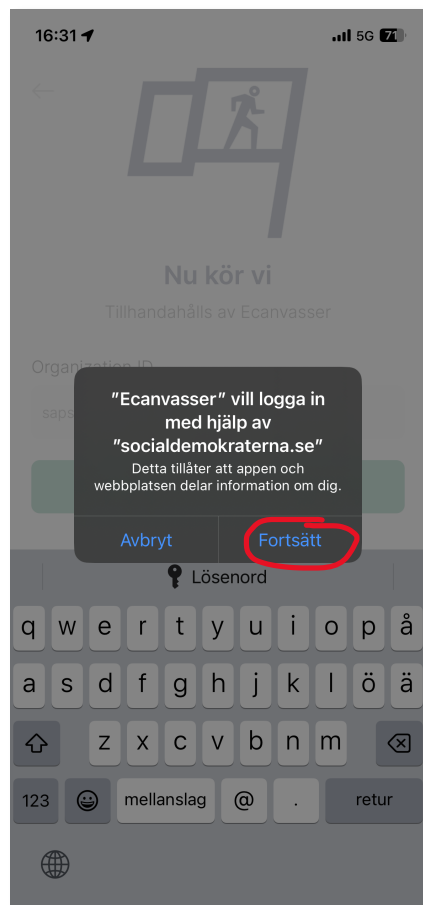 16:31
5G 71
Nu kör vi
Tillhandahålls av Ecanvasser
Organization ID
saps
"Ecanvasser" vill logga in
med hjälp av
"socialdemokraterna.se"
Detta tillåter att appen och
webbplatsen delar information om dig.
Avbryt Fortsätt
Lösenord
q w e r t y u i o p å
a s d f g h j k l ö ä
z x c v b n m
123 mellanslag @ . retur